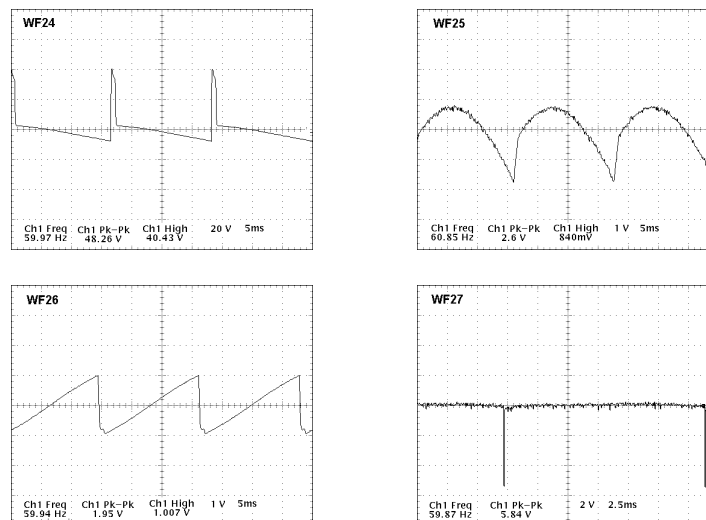 WF24
Ch1 Freq Ch1 Pk–Pk Ch1 High 20 V 5ms
59.97 Hz 48.26 V 40.43 V
WF25
Ch1 Freq Ch1 Pk–Pk Ch1 High 1 V 5ms
60.85 Hz 2.6 V 840mV
WF26
Ch1 Freq Ch1 Pk–Pk Ch1 High 1 V 5ms
59.94 Hz 1.95 V 1.007 V
WF27
Ch1 Freq Ch1 Pk–Pk 2 V 2.5ms
59.87 Hz 5.84 V